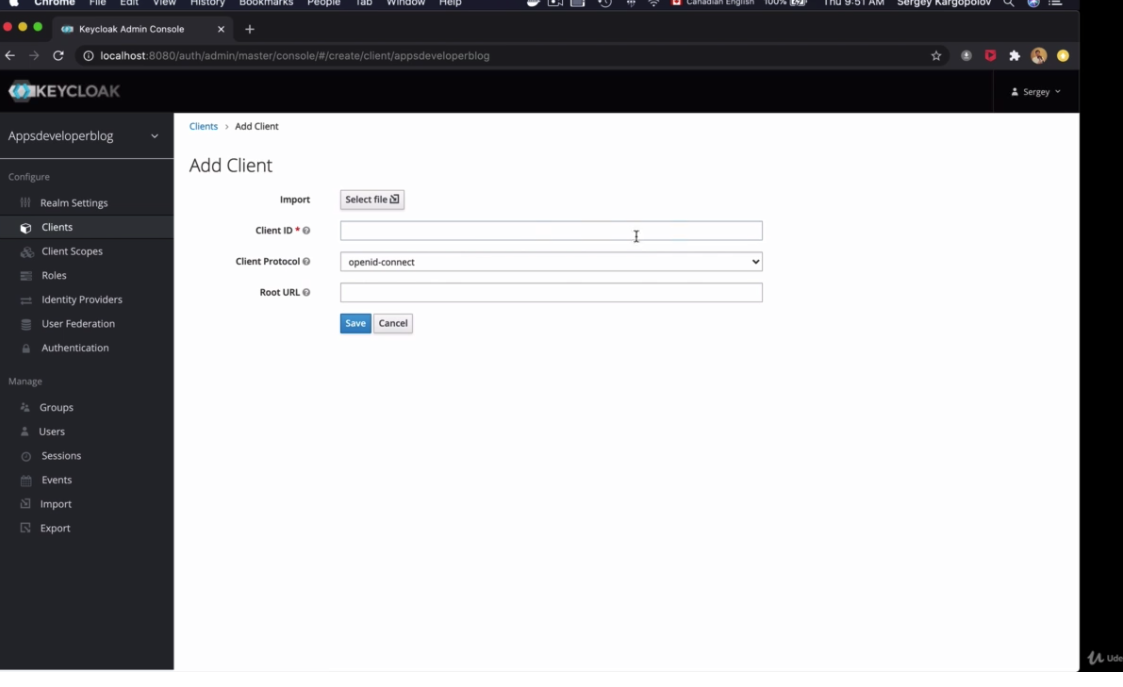 Chrome File Edit View History Bookmarks People Tab Window Help Canadian English 100% Thu 9:51 AM Sergey Kargopolov
Keycloak Admin Console
localhost:8080/auth/admin/master/console/#/create/client/appsdeveloperblog
KEYCLOAK
Sergey
Appsdeveloperblog
Clients > Add Client
Add Client
Configure
Import Select file
Realm Settings
Client ID *
Clients
Client Scopes
Client Protocol openid-connect
Roles
Root URL
Identity Providers
User Federation
Save Cancel
Authentication
Manage
Groups
Users
Sessions
Events
Import
Export
Ude